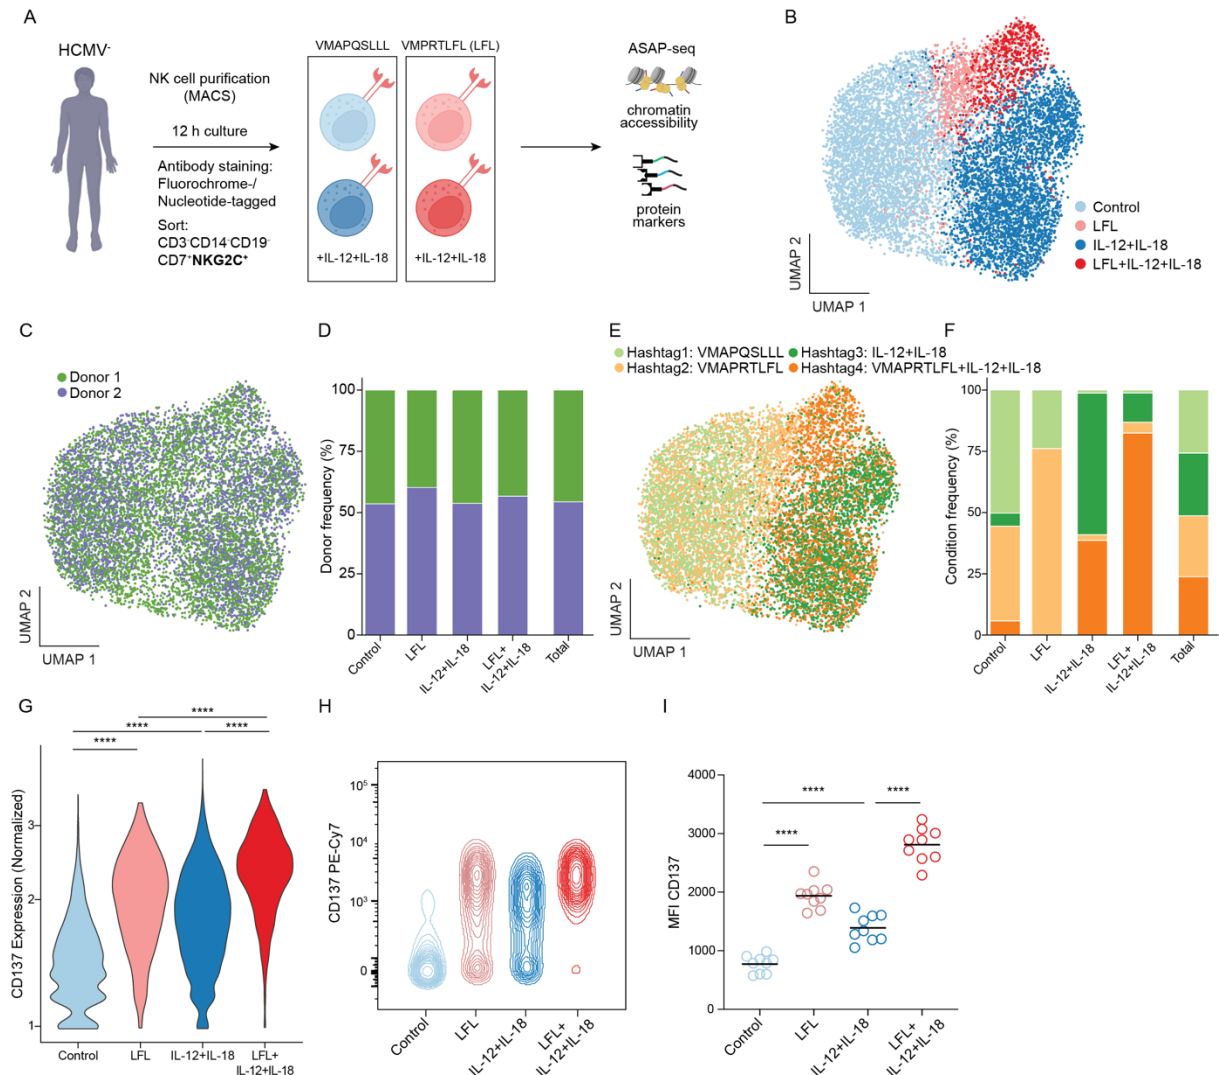 A
HCMV-
NK cell purification
(MACS)
12 h culture
Antibody staining:
Fluorochrome-/
Nucleotide-tagged
Sort:
CD3-CD14-CD19-
CD7+NKG2C+
VMAPQSLLL
VMPRTLFL (LFL)
+IL-12+IL-18
+IL-12+IL-18
ASAP-seq
chromatin
accessibility
protein
markers
B
Control
LFL
IL-12+IL-18
LFL+IL-12+IL-18
UMAP 2
UMAP 1
C
Donor 1
Donor 2
UMAP 2
UMAP 1
D
Donor frequency (%)
100
75
50
25
0
Control
LFL
IL-12+IL-18
LFL+
IL-12+IL-18
Total
E
Hashtag1: VMAPQSLLL
Hashtag3: IL-12+IL-18
Hashtag2: VMAPRTLFL
Hashtag4: VMAPRTLFL+IL-12+IL-18
UMAP 2
UMAP 1
F
Condition frequency (%)
100
75
50
25
0
Control
LFL
IL-12+IL-18
LFL+
IL-12+IL-18
Total
G
****
****
****
****
CD137 Expression (Normalized)
3
2
1
Control
LFL
IL-12+IL-18
LFL+
IL-12+IL-18
H
CD137 PE-Cy7
10⁵
10⁴
10³
0
Control
LFL
IL-12+IL-18
LFL+
IL-12+IL-18
I
MFI CD137
4000
3000
2000
1000
0
****
****
****
Control
LFL
IL-12+IL-18
LFL+
IL-12+IL-18